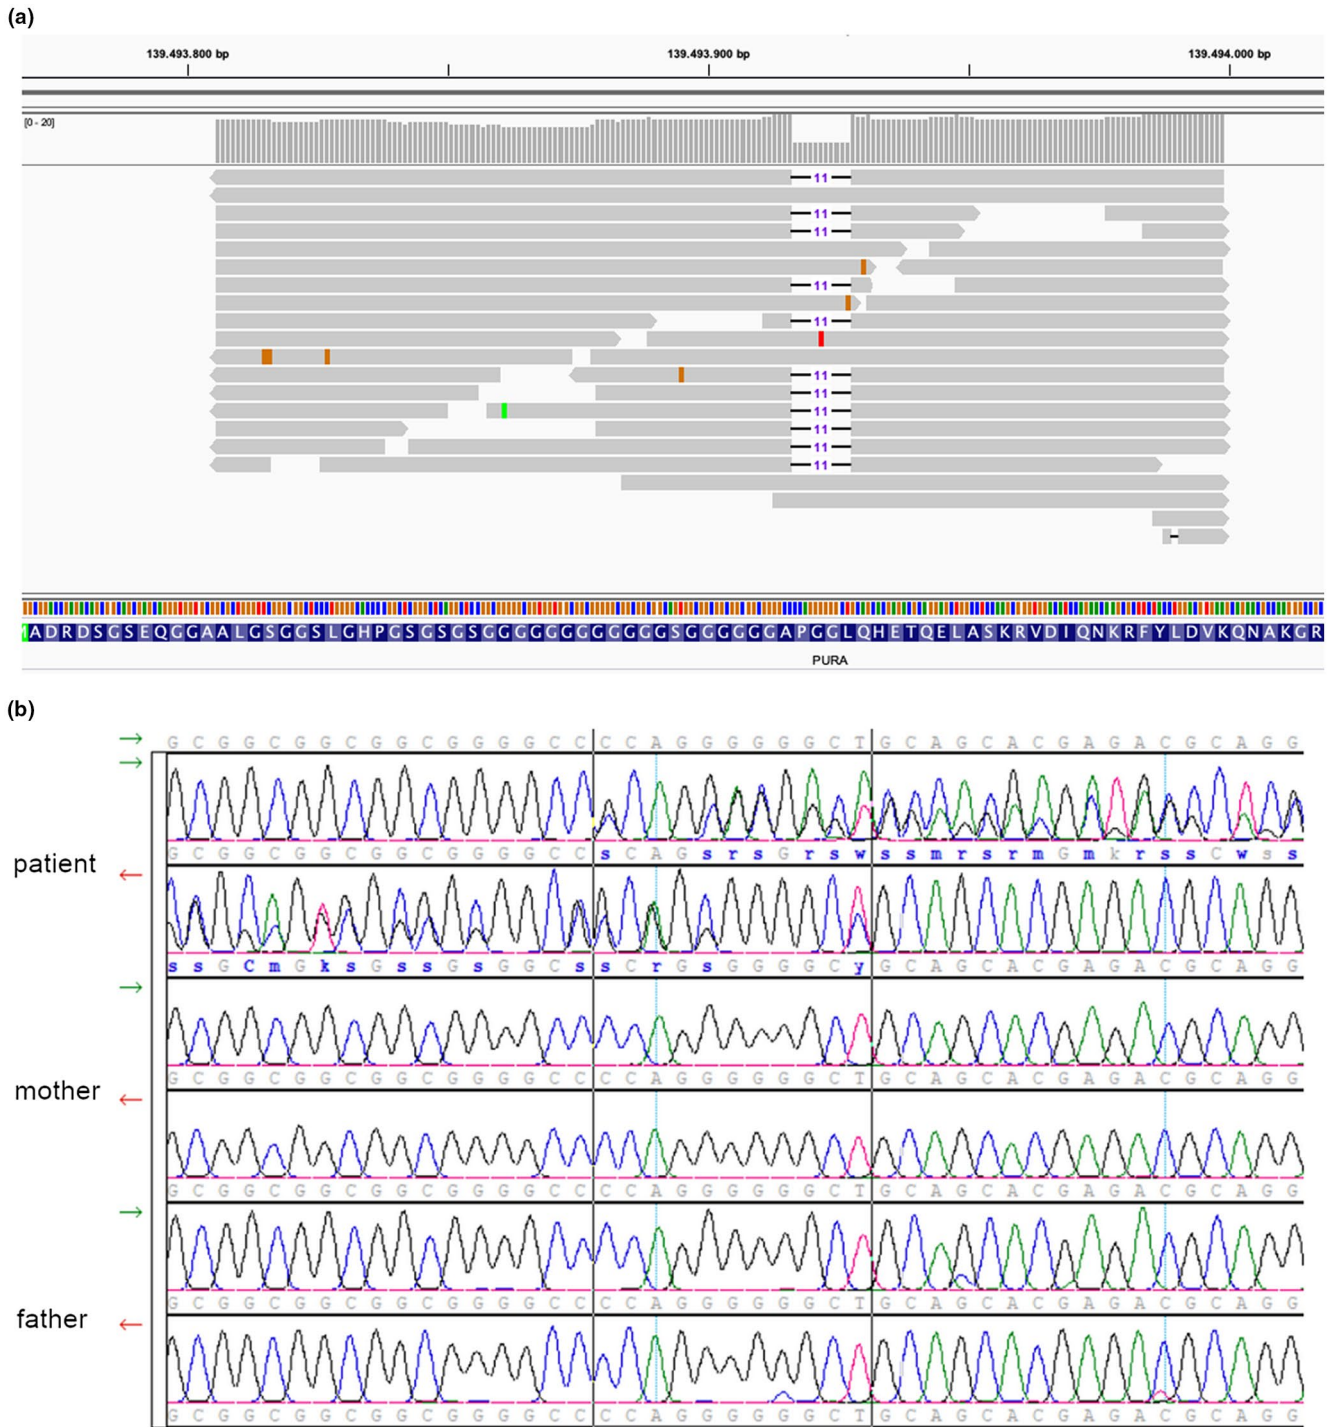 (a)
139.493.800 bp 139.493.900 bp 139.494.000 bp
[0 - 20]
11
11
11
11
11
11
11
11
11
11
11
MADRDSGSEQGGAALGSGGSLGHPGSGSGSGGGGGGGGGGGGGSGGGGGGAPGGLQHETQELASKRVDIQNKRFYLDVKQNAKGR
PURA
(b)
G C G G C G G C G G C G G G G C C C C A G G G G G G C T G C A G C A C G A G A C G C A G G
patient
G C G G C G G C G G C G G G G C C s C A G s r s G r s w s s m r s r m G m k r s s C w s s
s s G C m G k s G s s G s G G C s s C r G s G G G G C y G C A G C A C G A G A C G C A G G
mother
G C G G C G G C G G C G G G G C C C C A G G G G G G C T G C A G C A C G A G A C G C A G G
G C G G C G G C G G C G G G G C C C C A G G G G G G C T G C A G C A C G A G A C G C A G G
father
G C G G C G G C G G C G G G G C C C C A G G G G G G C T G C A G C A C G A G A C G C A G G
G C G G C G G C G G C G G G G C C C C A G G G G G G C T G C A G C A C G A G A C G C A G G